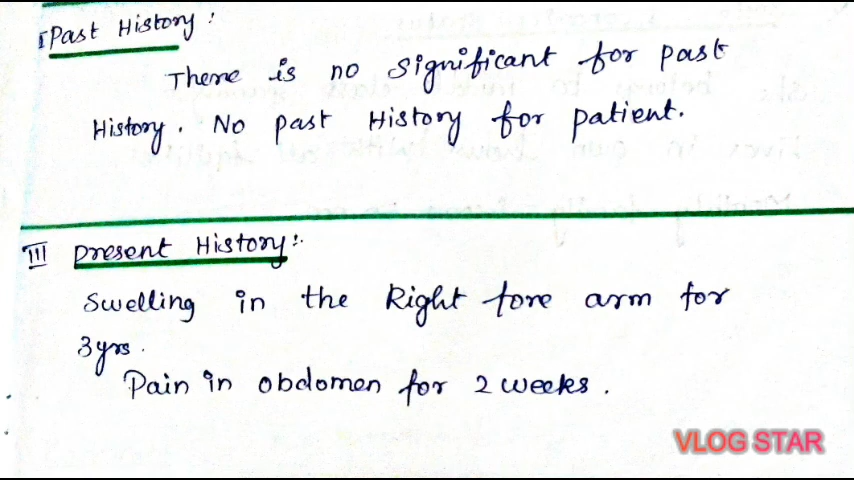 I Past History:
There is no significant for past
History. No past History for patient.
III Present History:
Swelling in the Right fore arm for
3yrs.
Pain in obdomen for 2 weeks.
VLOG STAR